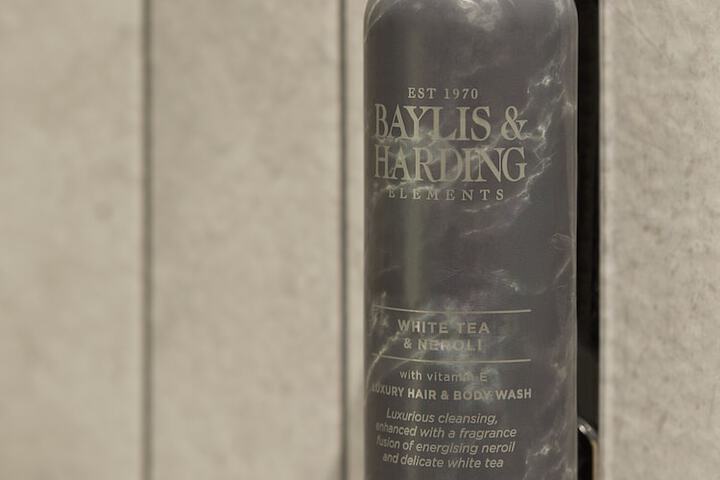 EST 1970
BAYLIS &
HARDING
ELEMENTS
WHITE TEA
& NEROLI
with vitamin E
LUXURY HAIR & BODY WASH
Luxurious cleansing,
enhanced with a fragrance
fusion of energising neroil
and delicate white tea